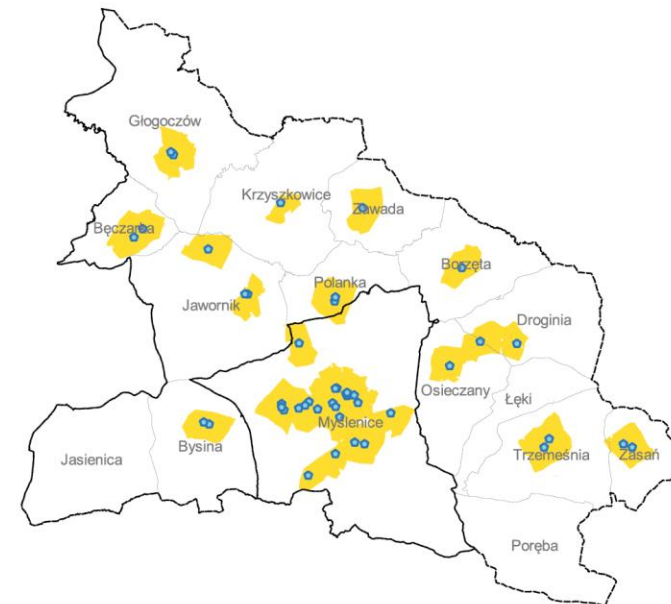 Głogoczów
Krzyszkowice
Zawada
Bęczarka
Borzęta
Polanka
Jawornik
Droginia
Osieczany
Łęki
Myślenice
Bysina
Jasienica
Trzemeśnia
Zasań
Poręba